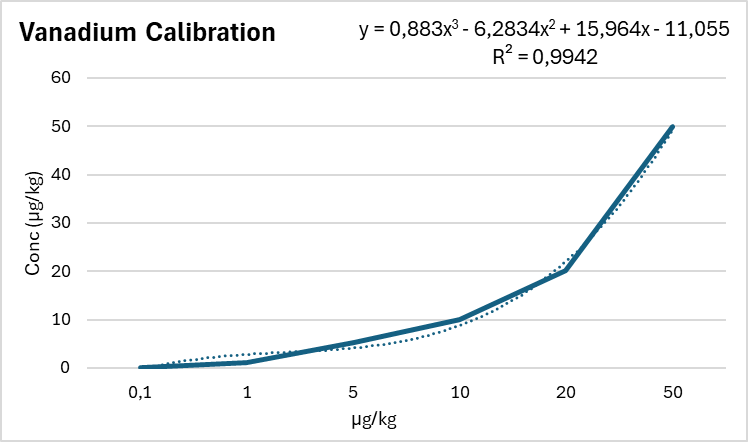 Vanadium Calibration
y = 0,883x³ - 6,2834x² + 15,964x - 11,055
R² = 0,9942
60
50
40
30
20
10
0
Conc (µg/kg)
0,1 1 5 10 20 50
µg/kg